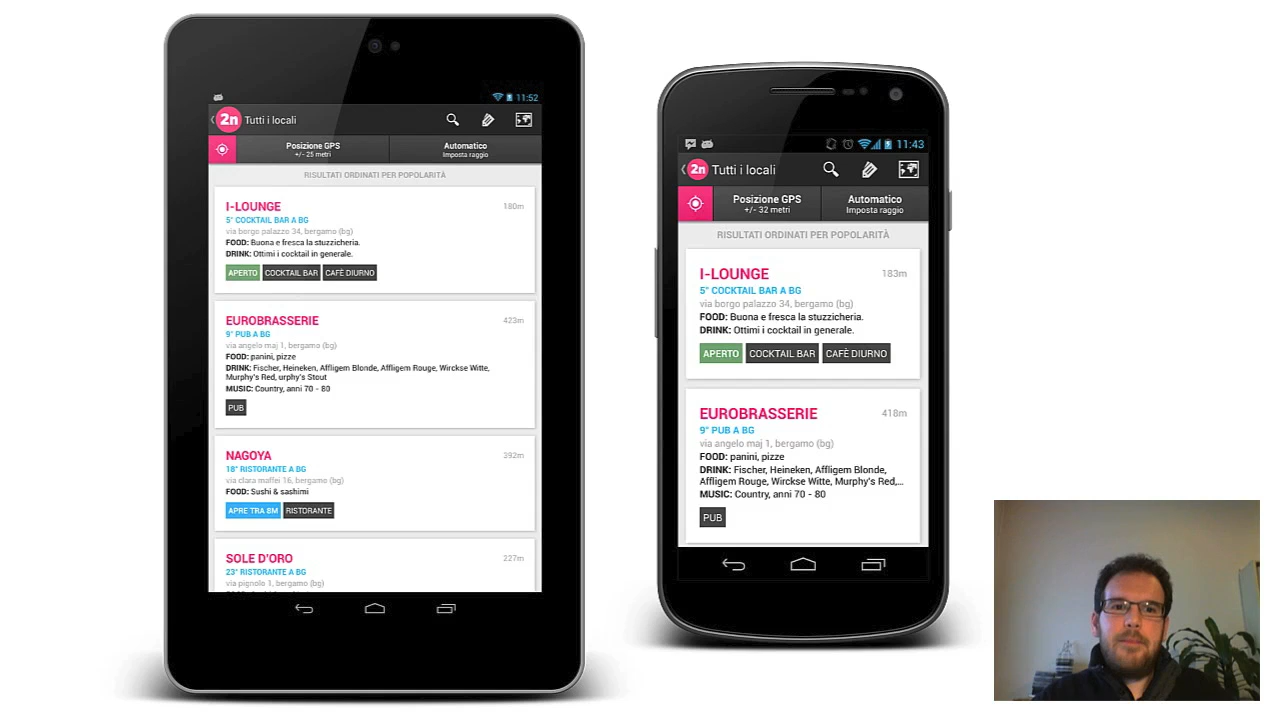 11:52
2n Tutti i locali
Posizione GPS
+/- 25 metri
Automatico
Imposta raggio
RISULTATI ORDINATI PER POPOLARITÀ
I-LOUNGE
180m
5° COCKTAIL BAR A BG
via borgo palazzo 34, bergamo (bg)
FOOD: Buona e fresca la stuzzicheria.
DRINK: Ottimi i cocktail in generale.
APERTO COCKTAIL BAR CAFÈ DIURNO
EUROBRASSERIE
423m
9° PUB A BG
via angelo maj 1, bergamo (bg)
FOOD: panini, pizze
DRINK: Fischer, Heineken, Affligem Blonde, Affligem Rouge, Wirckse Witte,
Murphy's Red, urphy's Stout
MUSIC: Country, anni 70 - 80
PUB
NAGOYA
392m
18° RISTORANTE A BG
via clara maffei 16, bergamo (bg)
FOOD: Sushi & sashimi
APRE TRA 8M RISTORANTE
SOLE D'ORO
227m
23° RISTORANTE A BG
via pignolo 1, bergamo (bg)
11:43
2n Tutti i locali
Posizione GPS
+/- 32 metri
Automatico
Imposta raggio
RISULTATI ORDINATI PER POPOLARITÀ
I-LOUNGE
183m
5° COCKTAIL BAR A BG
via borgo palazzo 34, bergamo (bg)
FOOD: Buona e fresca la stuzzicheria.
DRINK: Ottimi i cocktail in generale.
APERTO COCKTAIL BAR CAFÈ DIURNO
EUROBRASSERIE
418m
9° PUB A BG
via angelo maj 1, bergamo (bg)
FOOD: panini, pizze
DRINK: Fischer, Heineken, Affligem Blonde,
Affligem Rouge, Wirckse Witte, Murphy's Red,...
MUSIC: Country, anni 70 - 80
PUB